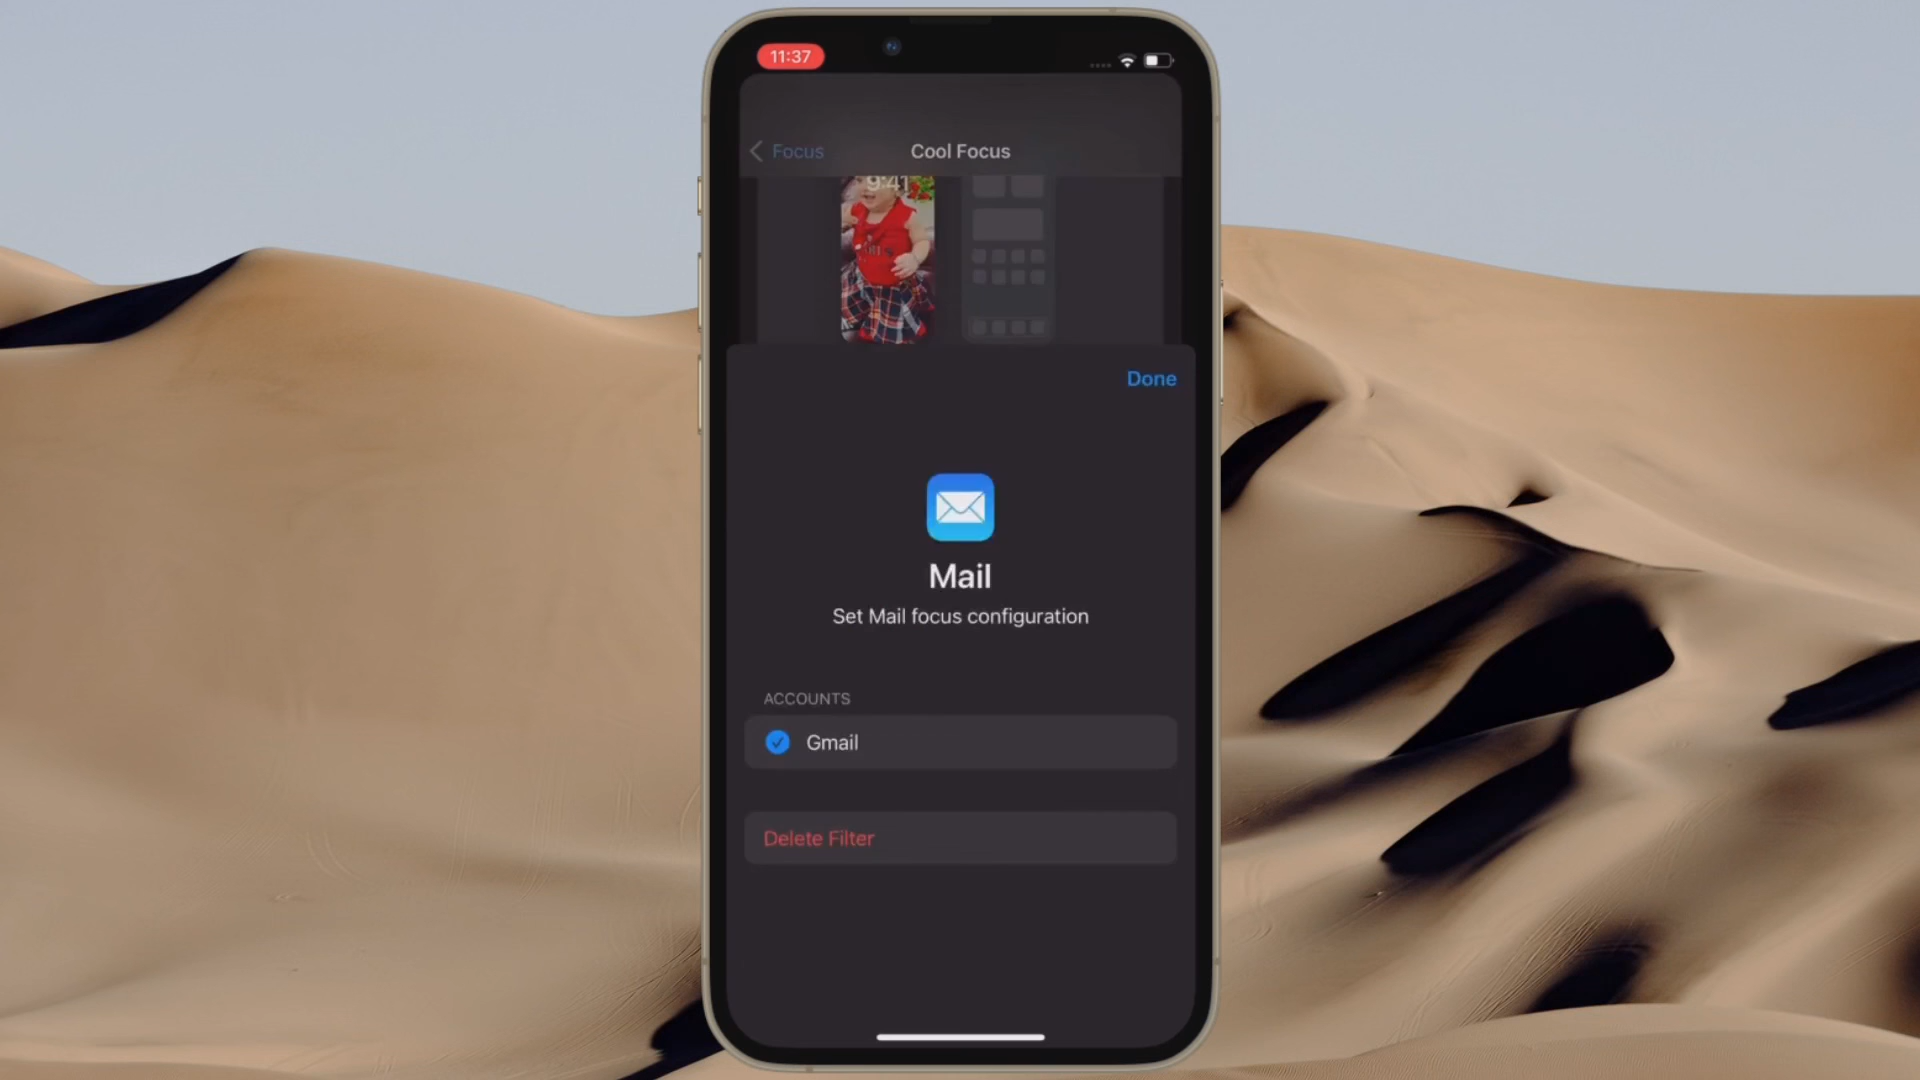 11:37
Focus
Cool Focus
9:41
Done
Mail
Set Mail focus configuration
ACCOUNTS
Gmail
Delete Filter